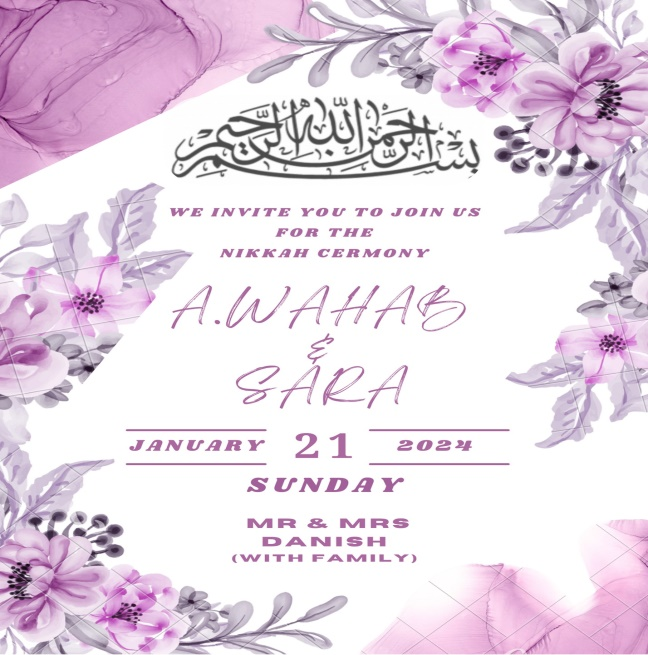 بسم الله الرحمن الرحيم
WE INVITE YOU TO JOIN US
FOR THE
NIKKAH CERMONY
A.WAHAB
&
SARA
JANUARY 21 2024
SUNDAY
MR & MRS
DANISH
(WITH FAMILY)